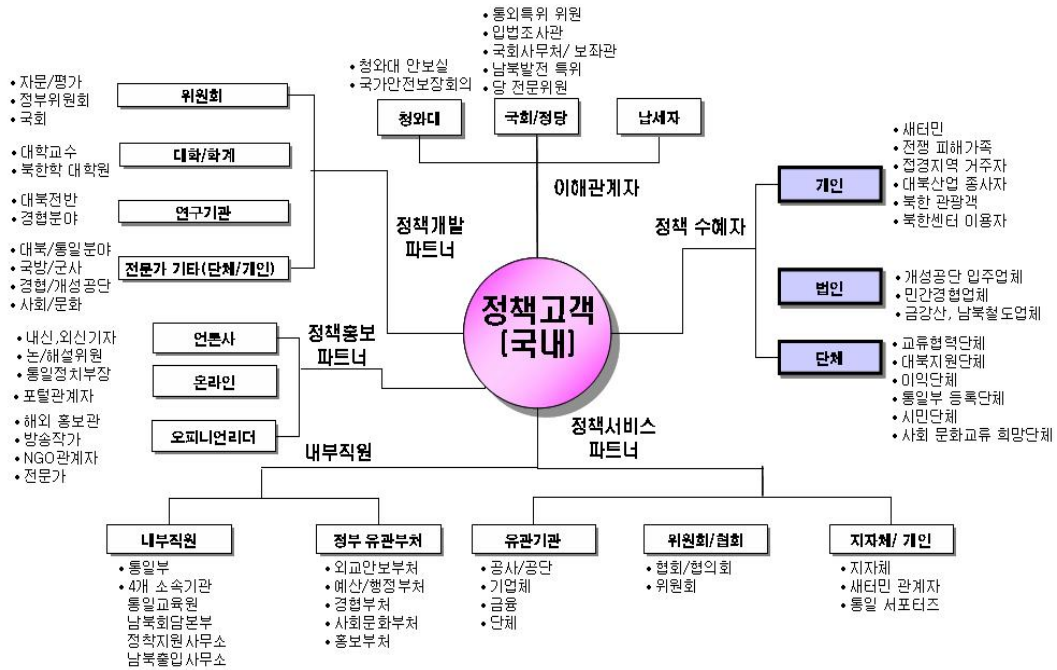 • 통외특위 위원
• 입법조사관
• 국회사무처/ 보좌관
• 남북발전 특위
• 당 전문위원
• 청와대 안보실
• 국가안전보장회의
청와대
국회/정당
납세자
이해관계자
• 자문/평가
• 정부위원회
• 국회
위원회
• 대학교수
• 북한학 대학원
대학/학계
• 대북전반
• 경협분야
연구기관
• 대북/통일분야
• 국방/군사
• 경협/개성공단
• 사회/문화
전문가 기타(단체/개인)
정책개발
파트너
정책 수혜자
개인
• 새터민
• 전쟁 피해가족
• 접경지역 거주자
• 대북산업 종사자
• 북한 관광객
• 북한센터 이용자
법인
• 개성공단 입주업체
• 민간경협업체
• 금강산, 남북철도업체
단체
• 교류협력단체
• 대북지원단체
• 이익단체
• 통일부 등록단체
• 시민단체
• 사회 문화교류 희망단체
정책고객
(국내)
정책홍보
파트너
• 내신,외신기자
• 논/해설위원
• 통일정치부장
• 포털관계자
언론사
온라인
• 해외 홍보관
• 방송작가
• NGO관계자
• 전문가
오피니언리더
내부직원
정책서비스
파트너
내부직원
• 통일부
• 4개 소속기관
통일교육원
남북회담본부
정착지원사무소
남북출입사무소
정부 유관부처
• 외교안보부처
• 예산/행정부처
• 경협부처
• 사회문화부처
• 홍보부처
유관기관
• 공사/공단
• 기업체
• 금융
• 단체
위원회/협회
• 협회/협의회
• 위원회
지자체/ 개인
• 지자체
• 새터민 관계자
• 통일 서포터즈